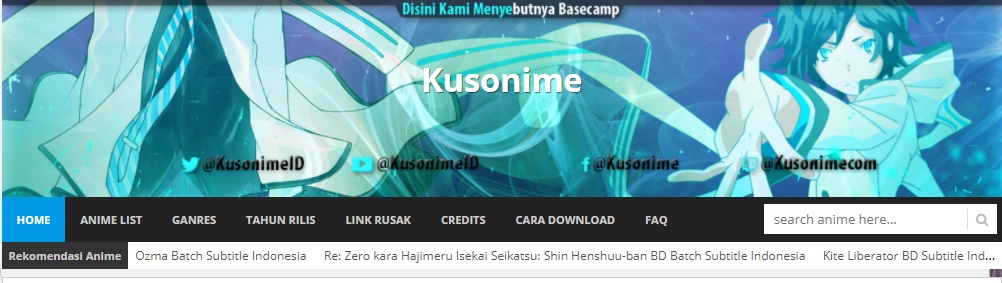 Disini Kami Menyebutnya Basecamp
Kusonime
@KusonimeID @KusonimeID @Kusonime @Kusonimecom
HOME ANIME LIST GANRES TAHUN RILIS LINK RUSAK CREDITS CARA DOWNLOAD FAQ search anime here...
Rekomendasi Anime Ozma Batch Subtitle Indonesia Re: Zero kara Hajimeru Isekai Seikatsu: Shin Henshuu-ban BD Batch Subtitle Indonesia Kite Liberator BD Subtitle Ind...